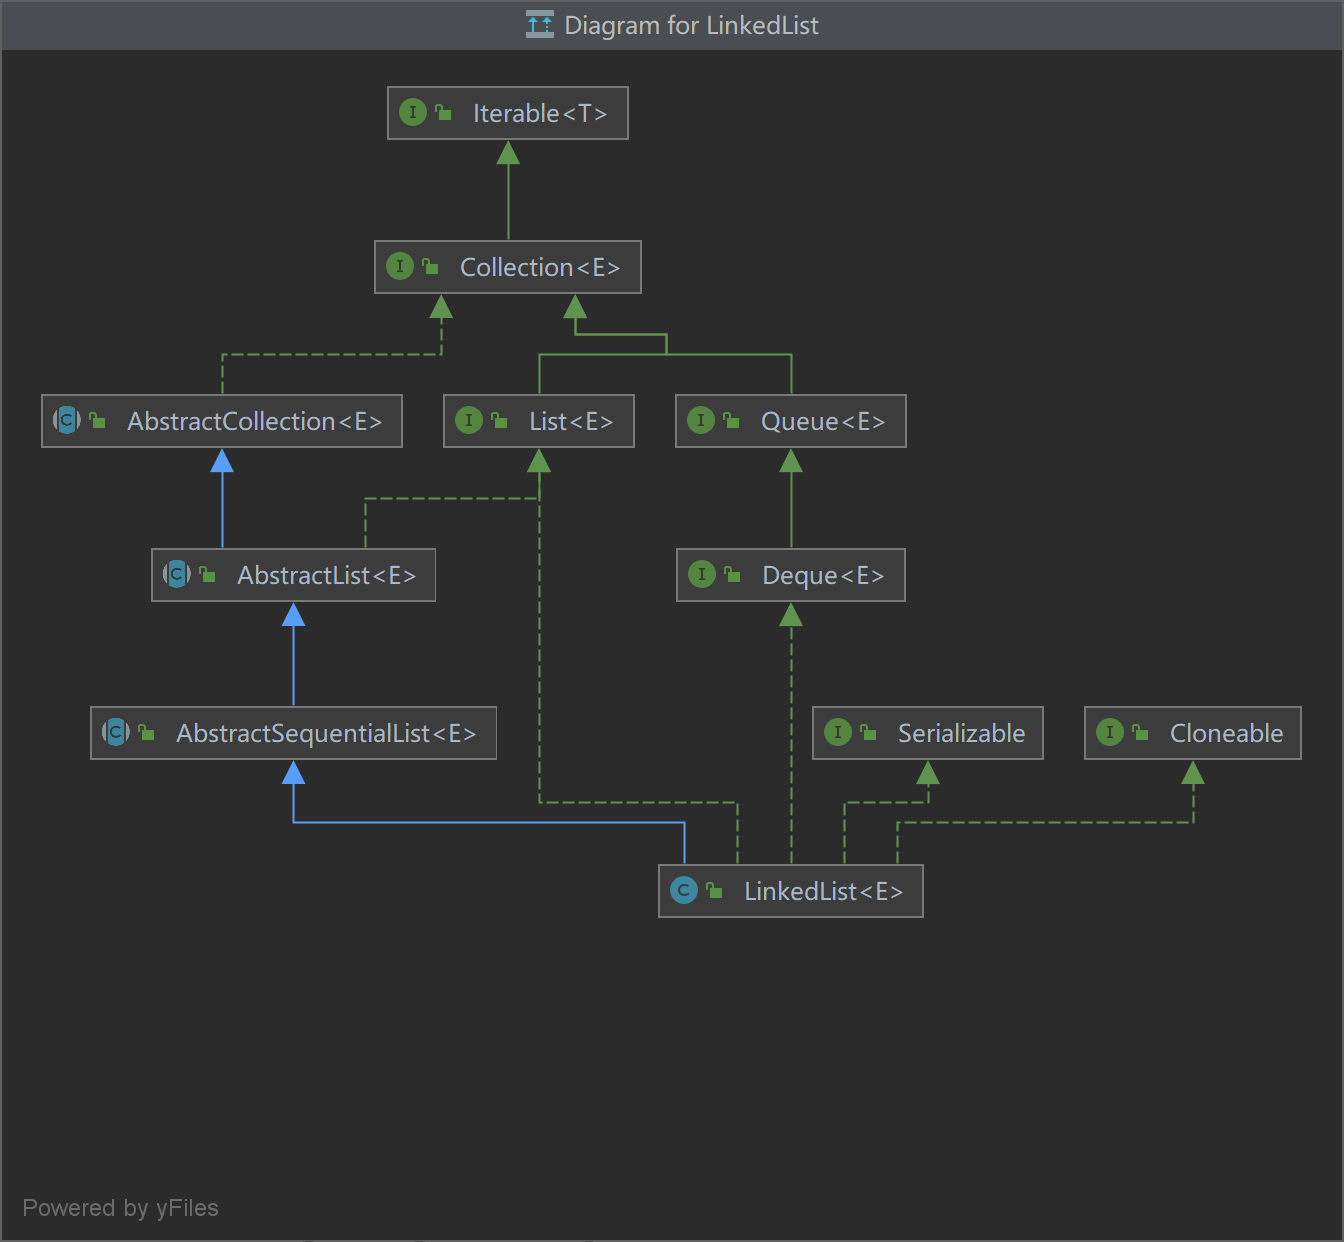 Diagram for LinkedList
I Iterable<T>
I Collection<E>
C AbstractCollection<E>
I List<E>
I Queue<E>
C AbstractList<E>
I Deque<E>
C AbstractSequentialList<E>
I Serializable
I Cloneable
C LinkedList<E>
Powered by yFiles